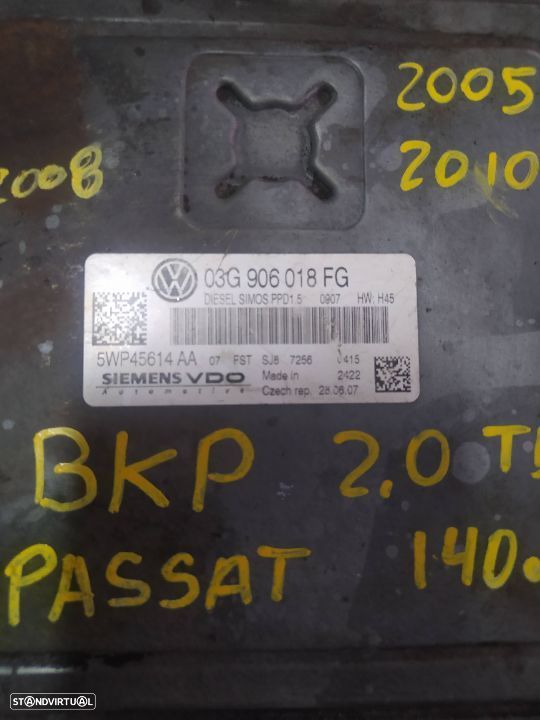 2005
2010
2008
03G 906 018 FG
DIESEL SIMOS PPD1.5 0907 HW: H45
5WP45614 AA 07 FST SJ8 7256 0415
SIEMENS VDO Made in 2422
Automotive Czech rep. 28.06.07
BKP 2.0 TD
PASSAT 140
STANDVIRTUAL